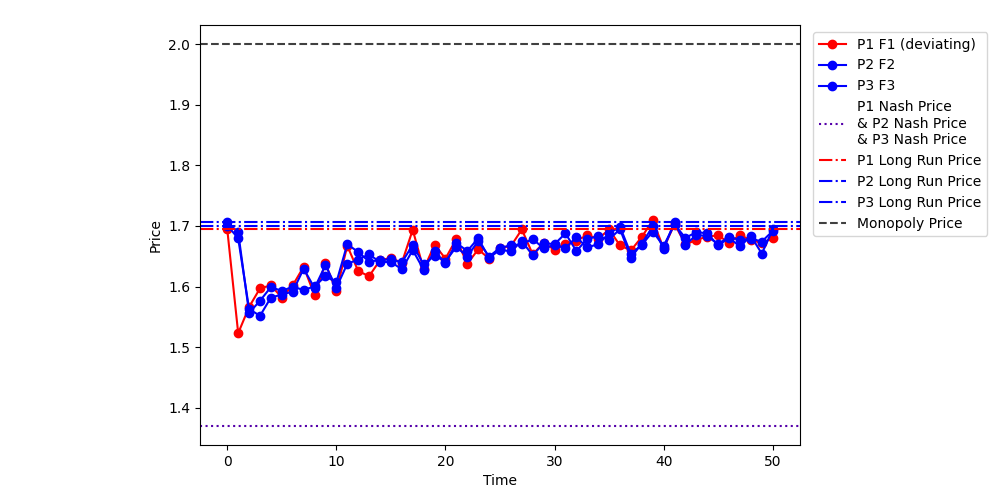 2.0
1.9
1.8
1.7
1.6
1.5
1.4
Price
0
10
20
30
40
50
Time
P1 F1 (deviating)
P2 F2
P3 F3
P1 Nash Price
& P2 Nash Price
& P3 Nash Price
P1 Long Run Price
P2 Long Run Price
P3 Long Run Price
Monopoly Price